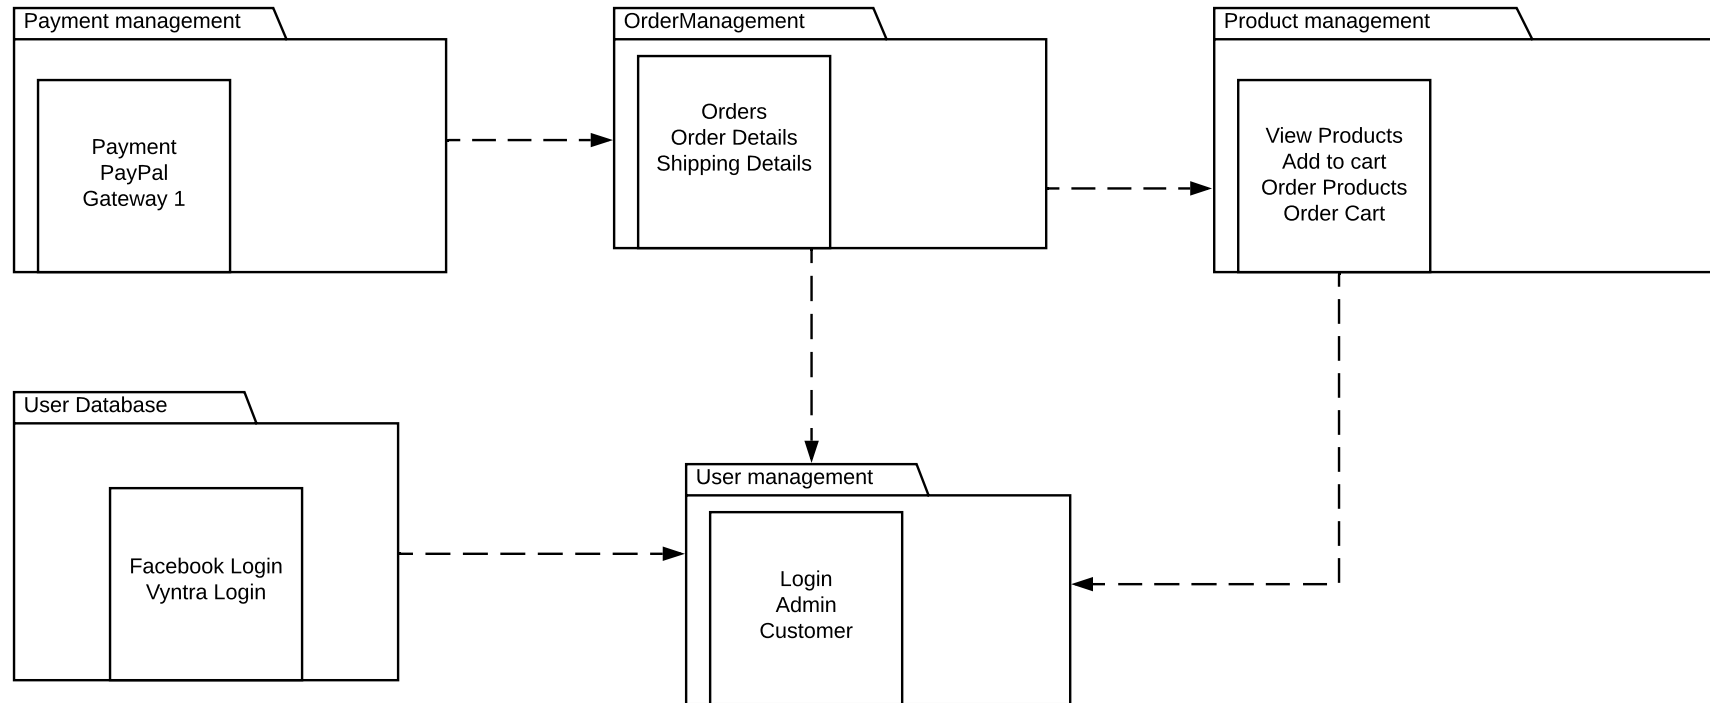 Payment management
Payment
PayPal
Gateway 1
OrderManagement
Orders
Order Details
Shipping Details
Product management
View Products
Add to cart
Order Products
Order Cart
User Database
Facebook Login
Vyntra Login
User management
Login
Admin
Customer